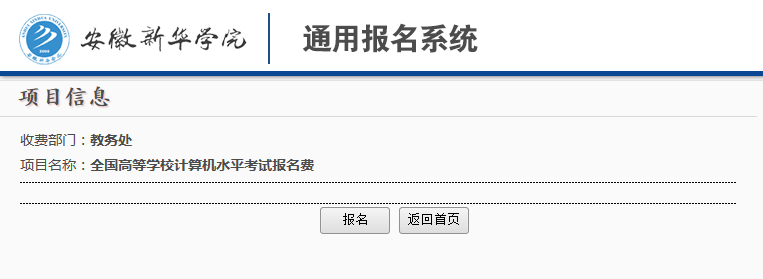 安徽新华学院 通用报名系统
项目信息
收费部门：教务处
项目名称：全国高等学校计算机水平考试报名费
报名 返回首页